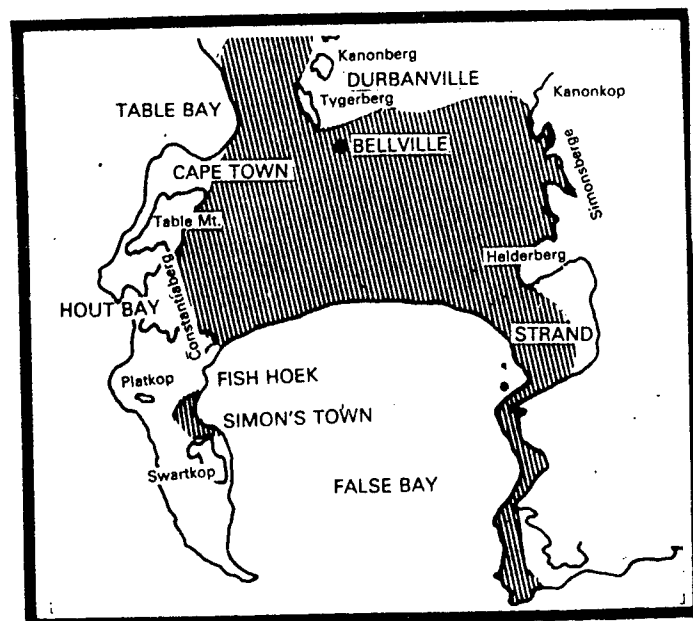 Kanonberg
DURBANVILLE
Tygerberg
Kanonkop
TABLE BAY
BELLVILLE
Simonsberge
CAPE TOWN
Table Mt.
Helderberg
Constantiaberg
HOUT BAY
STRAND
Platkop
FISH HOEK
SIMON'S TOWN
Swartkop
FALSE BAY